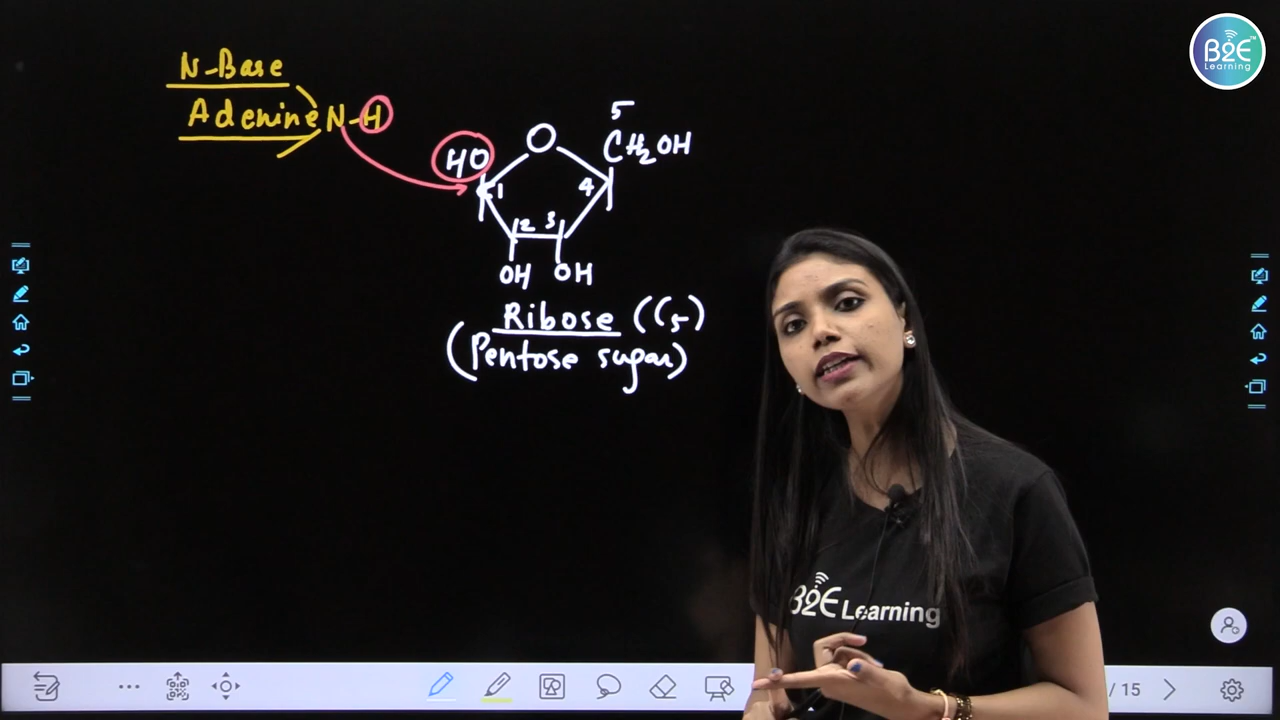 N-Base
Adenine N-H
HO
O
5
CH2OH
1
4
2
3
OH
OH
Ribose (C5)
(Pentose sugar)
B2E
Learning
TM
B2E Learning
/ 15